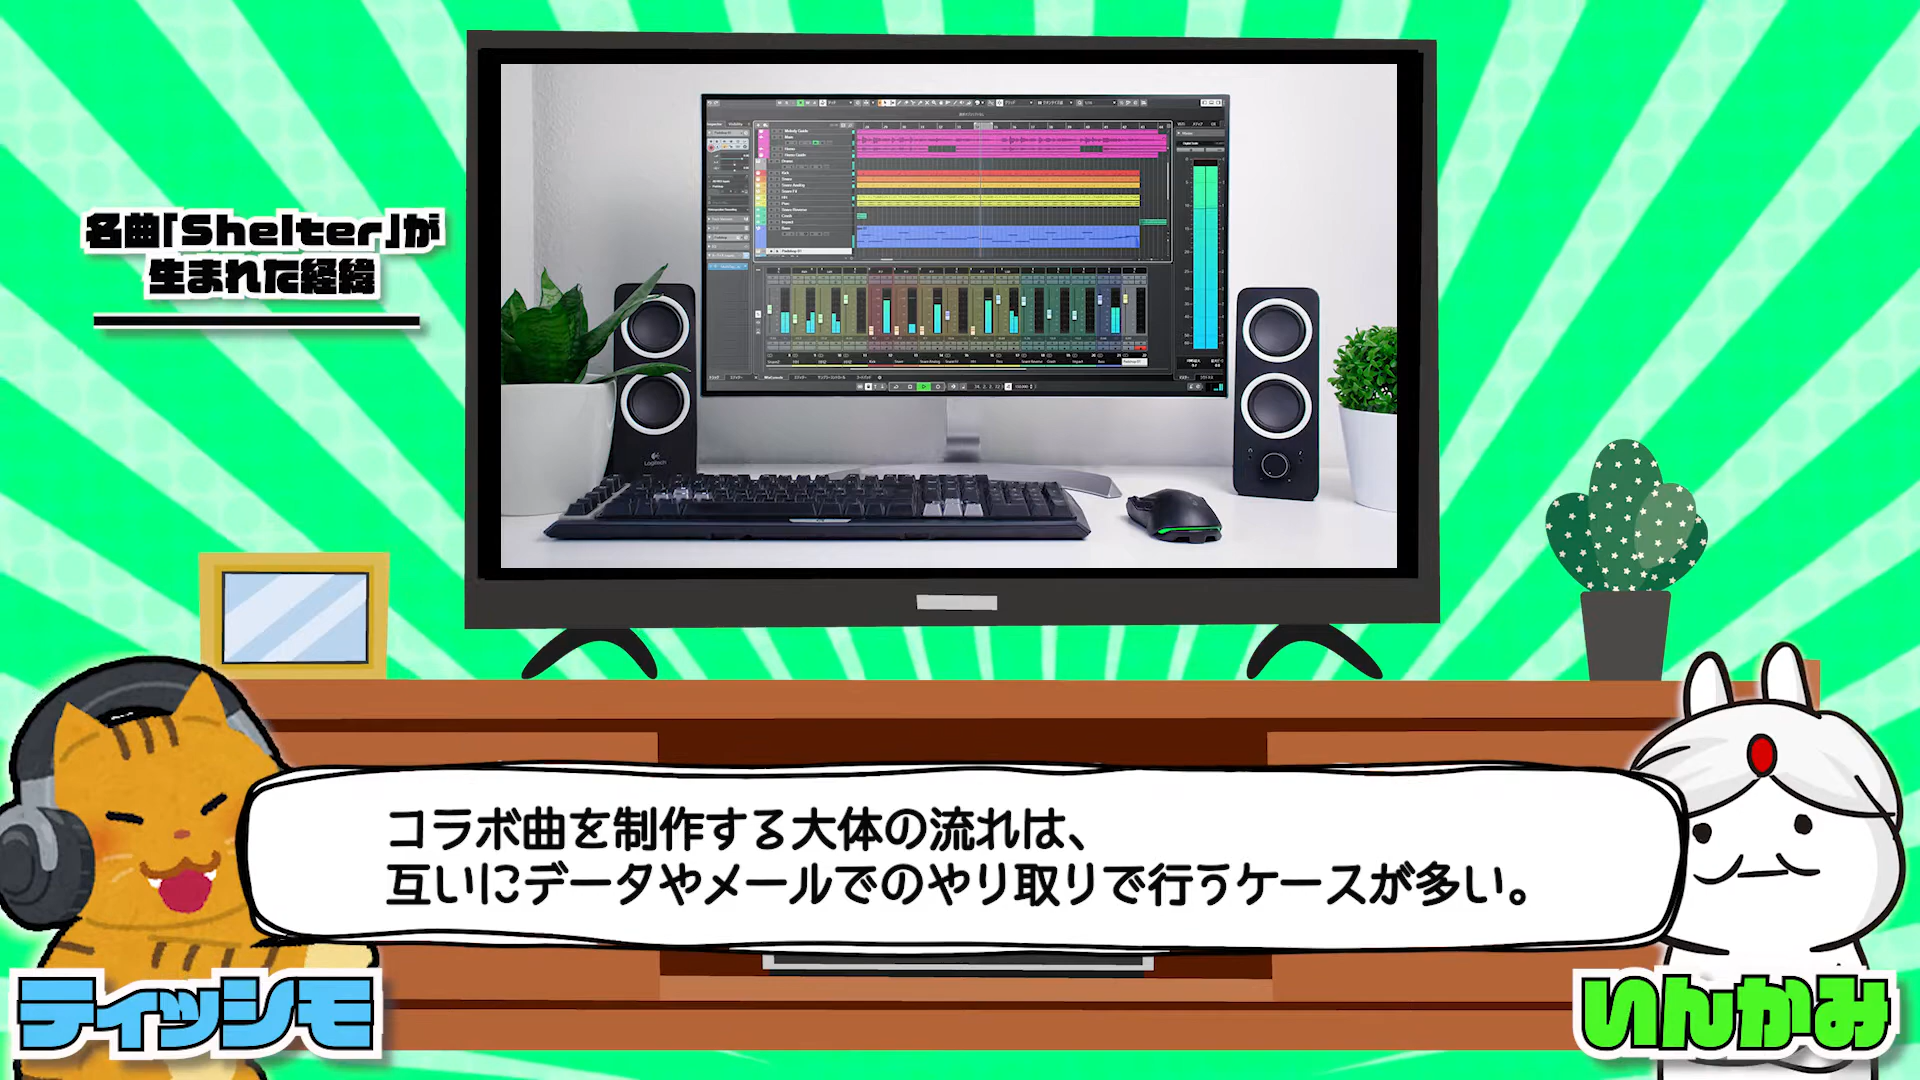 名曲「Shelter」が
生まれた経緯
Logitech
コラボ曲を制作する大体の流れは、
互いにデータやメールでのやり取りで行うケースが多い。
ティッシモ
いんかみ